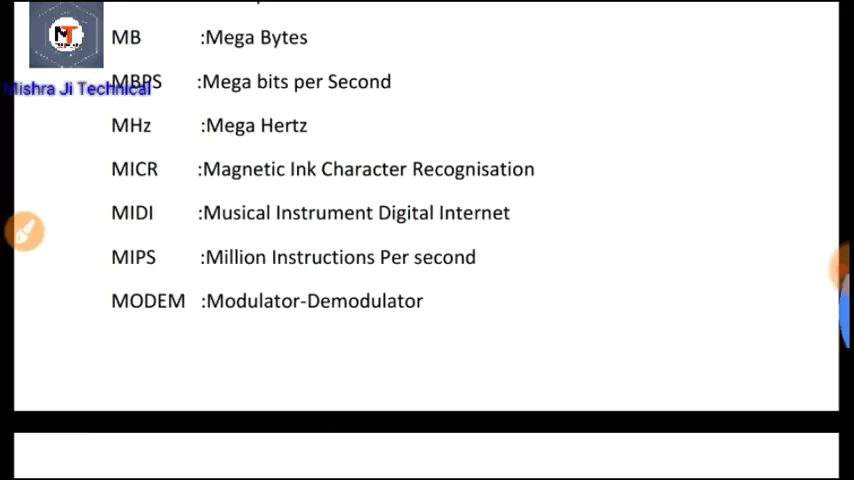 MB :Mega Bytes
Mishra Ji Technical
MBPS :Mega bits per Second
MHz :Mega Hertz
MICR :Magnetic Ink Character Recognisation
MIDI :Musical Instrument Digital Internet
MIPS :Million Instructions Per second
MODEM :Modulator-Demodulator